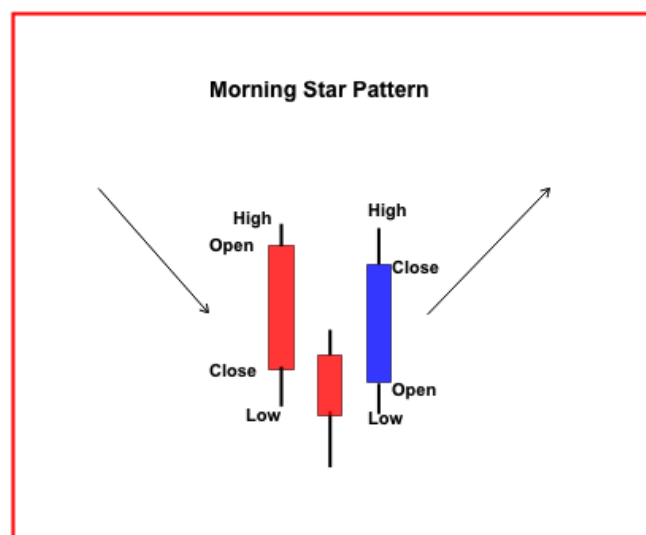 Morning Star Pattern
High
Open
Close
Low
High
Close
Open
Low